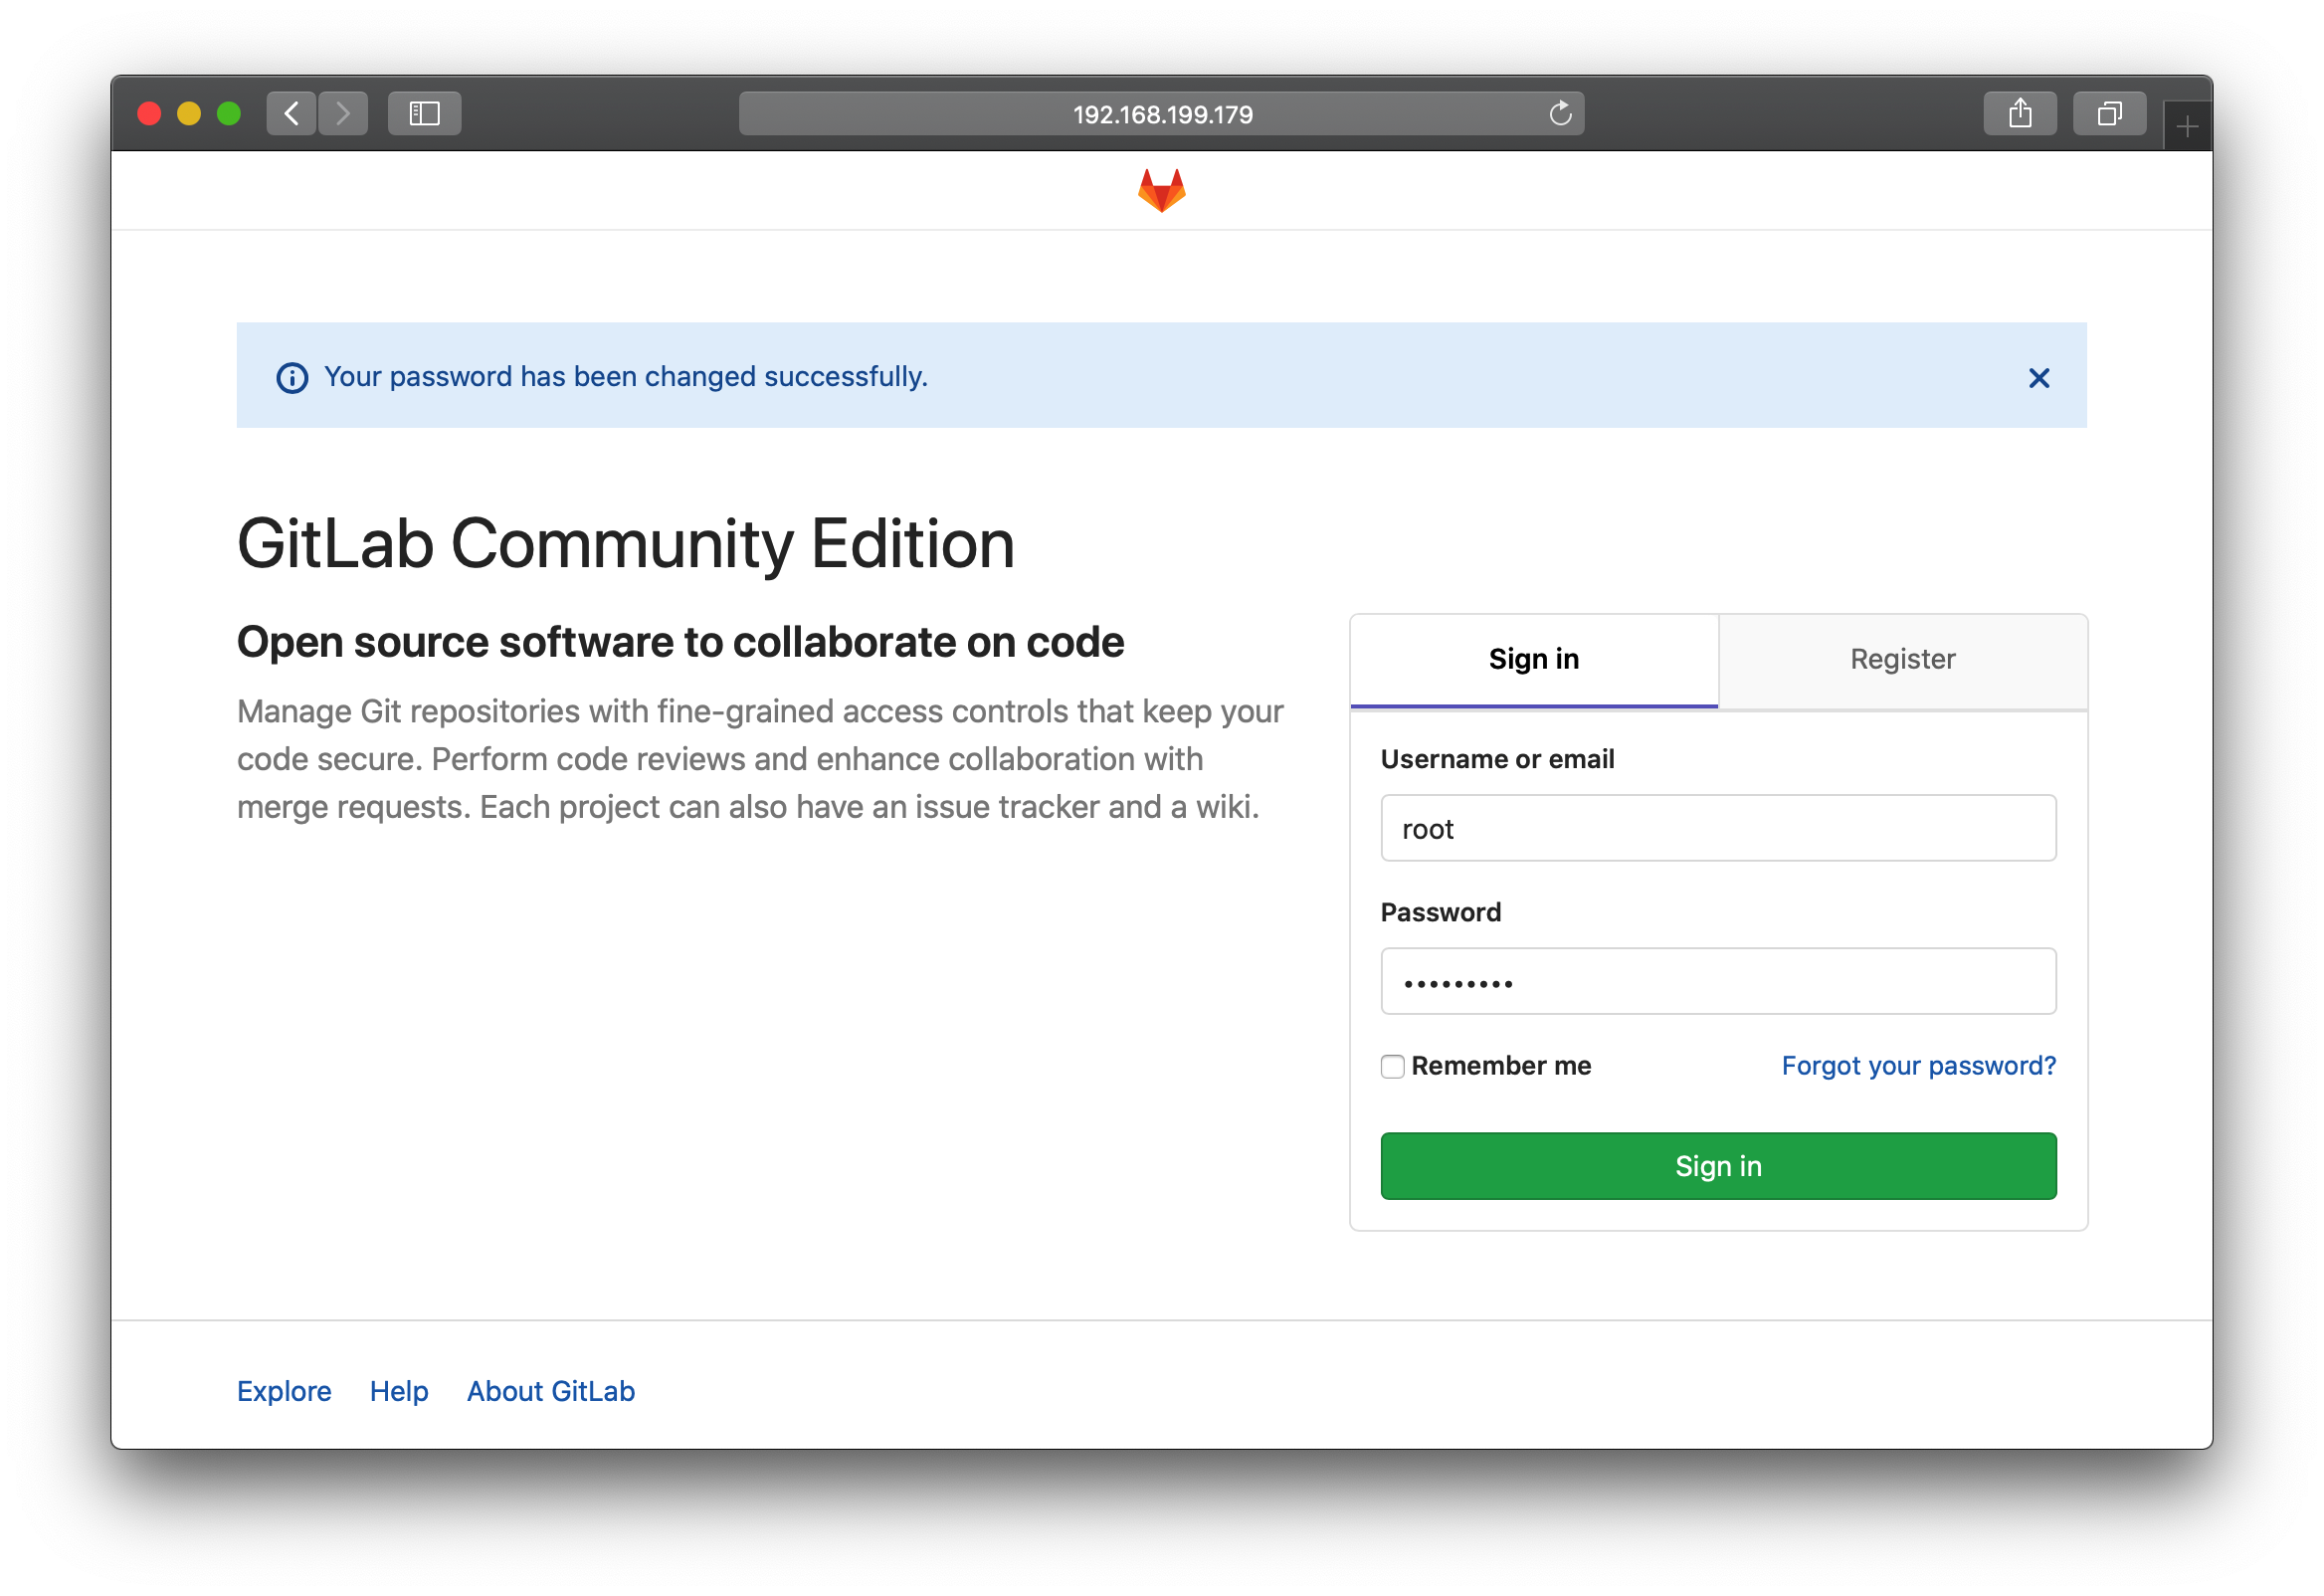 192.168.199.179
Your password has been changed successfully.
GitLab Community Edition
Open source software to collaborate on code
Manage Git repositories with fine-grained access controls that keep your
code secure. Perform code reviews and enhance collaboration with
merge requests. Each project can also have an issue tracker and a wiki.
Sign in
Register
Username or email
root
Password
•••••••••
Remember me
Forgot your password?
Sign in
Explore
Help
About GitLab